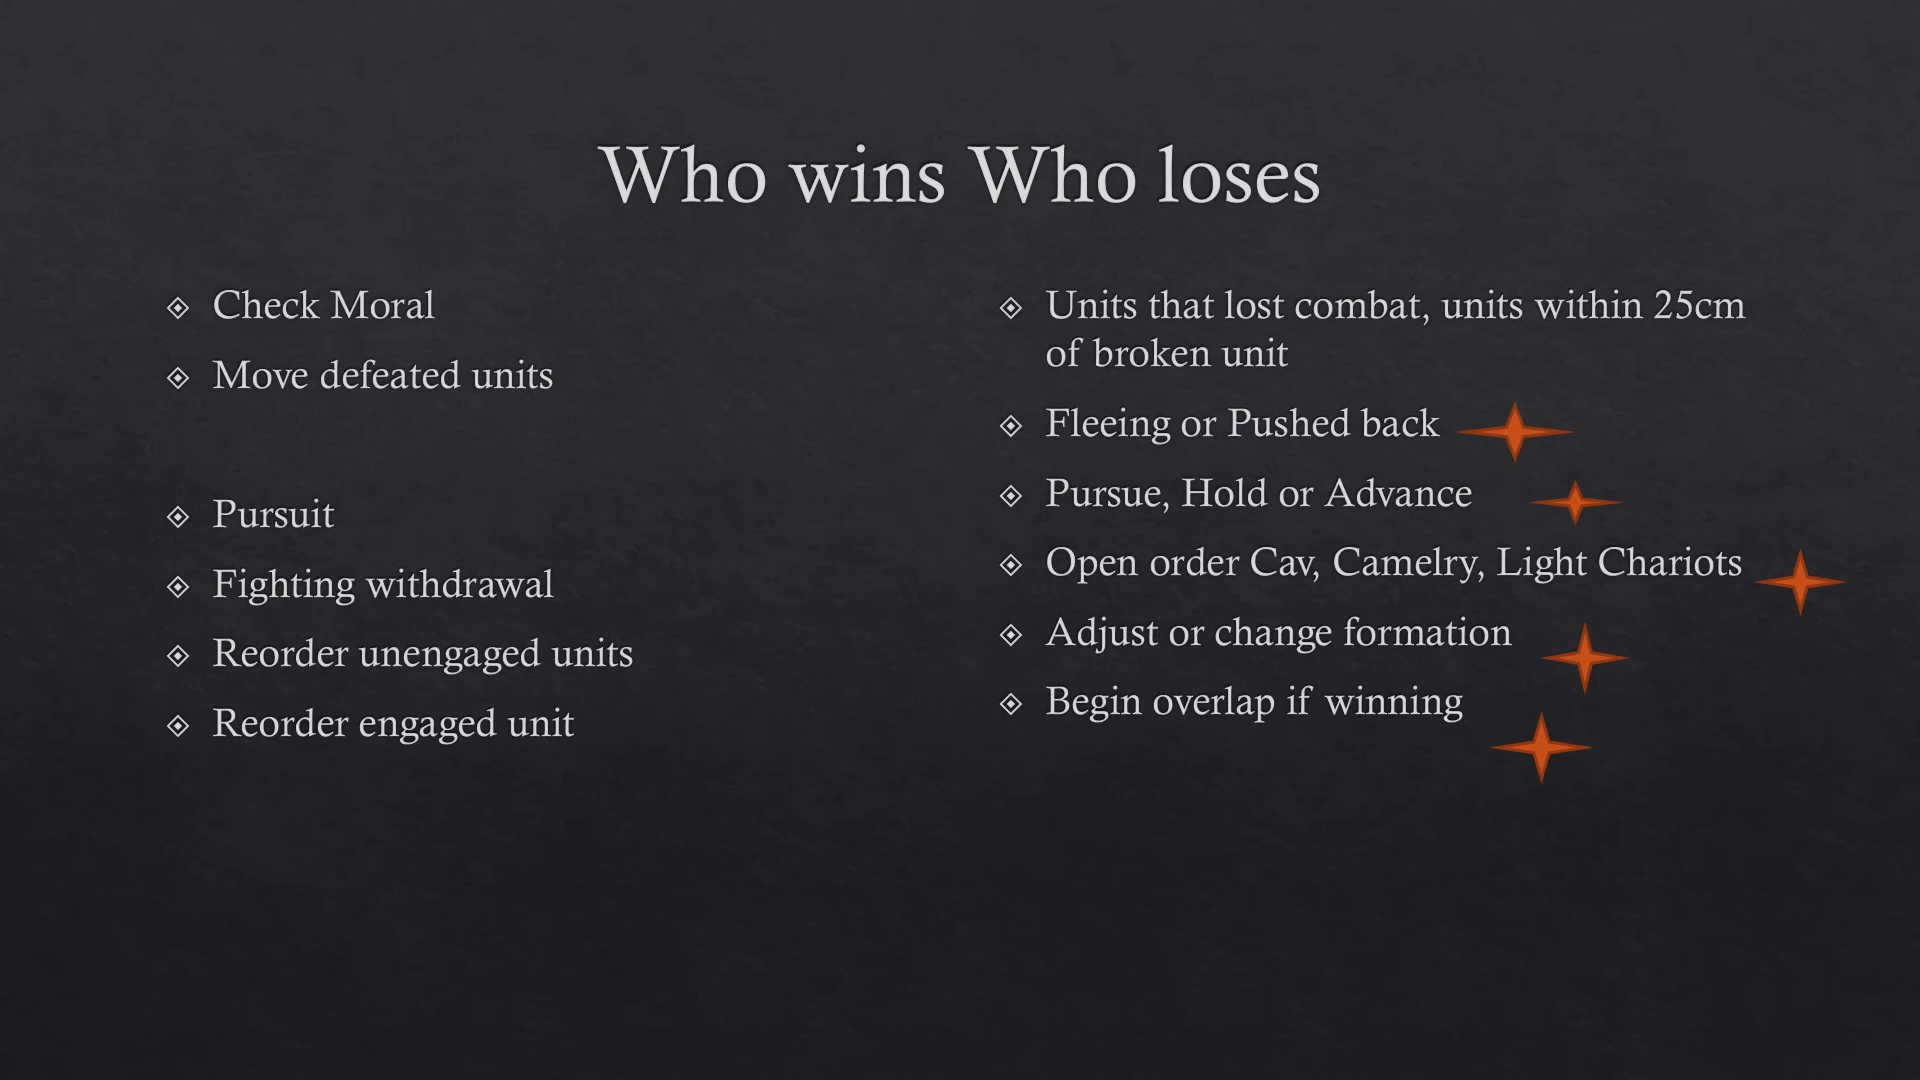 Who wins Who loses
Check Moral
Move defeated units
Pursuit
Fighting withdrawal
Reorder unengaged units
Reorder engaged unit
Units that lost combat, units within 25cm
of broken unit
Fleeing or Pushed back
Pursue, Hold or Advance
Open order Cav, Camelry, Light Chariots
Adjust or change formation
Begin overlap if winning